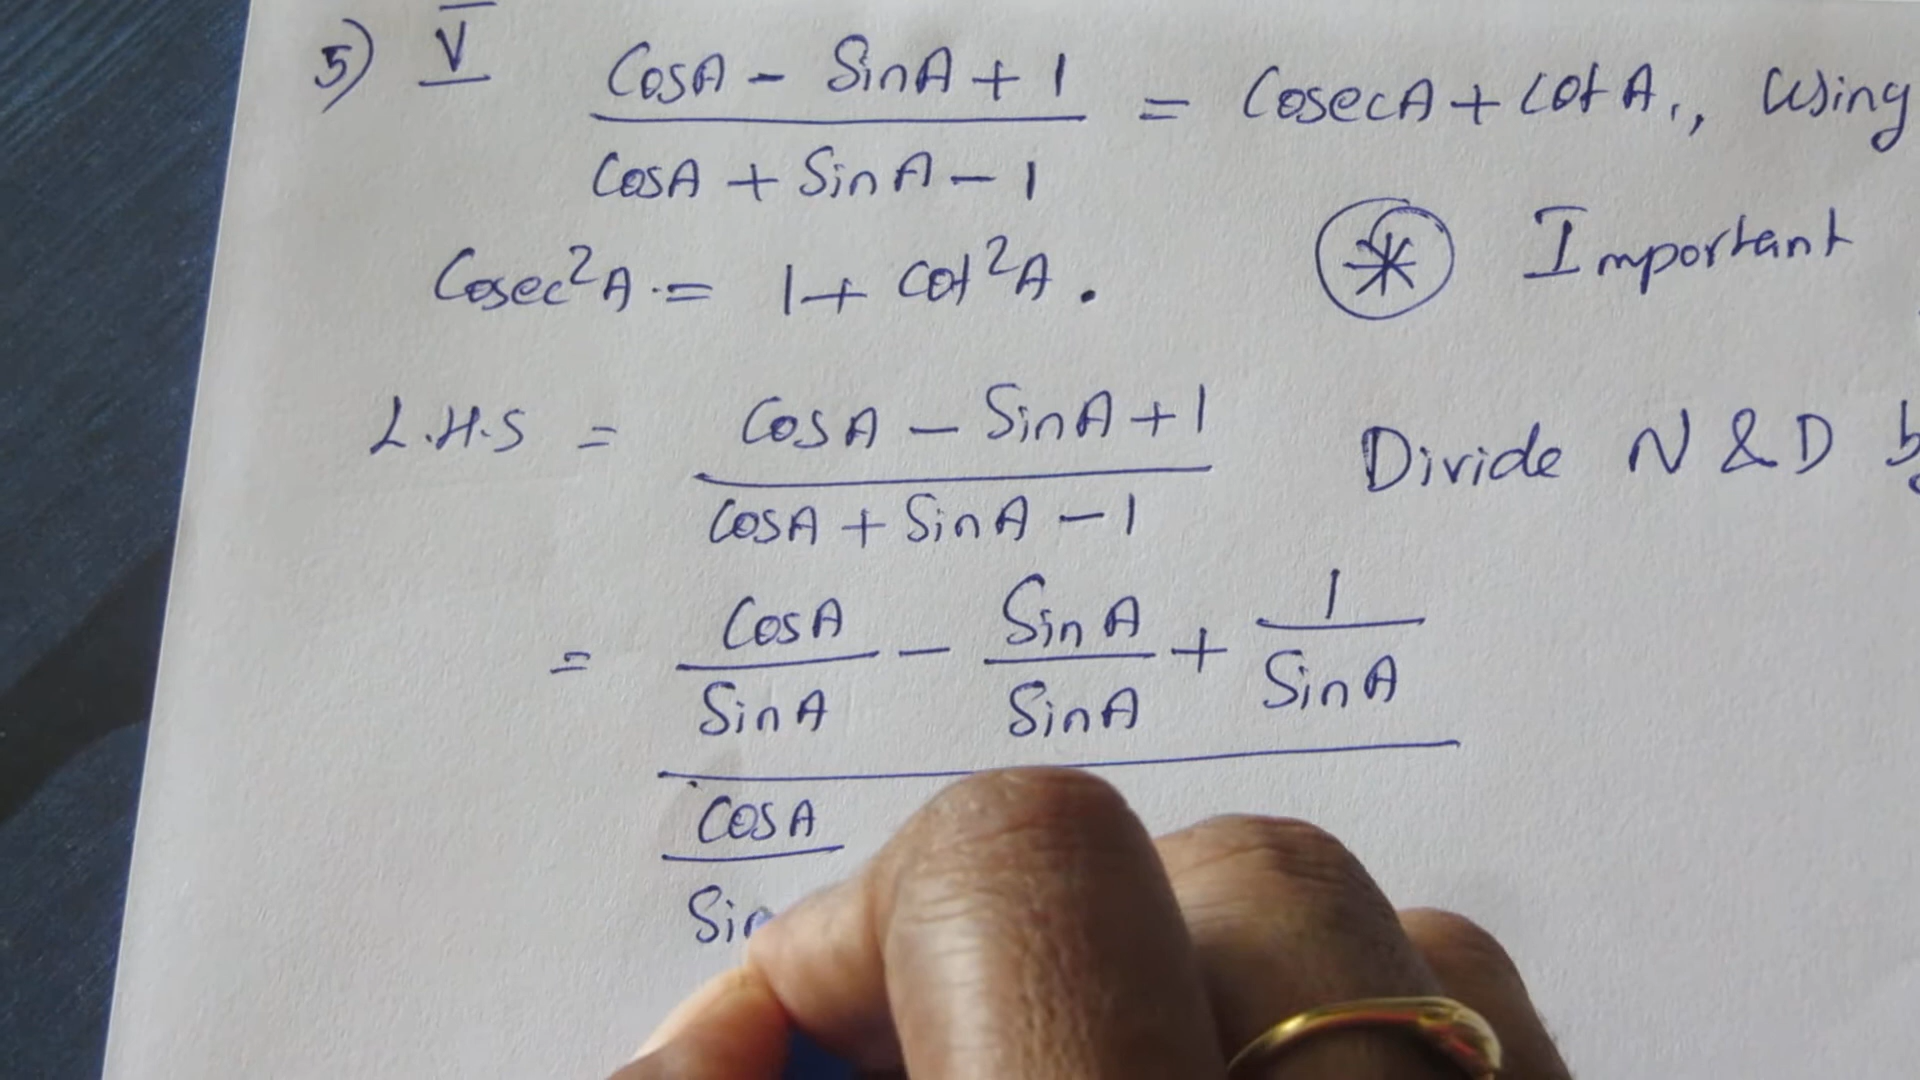 5) V CosA - SinA + 1 = CosecA + CotA., Using
CosA + SinA - 1
Cosec²A = 1 + Cot²A. * Important
L.H.S = CosA - SinA + 1 Divide N & D
CosA + SinA - 1
= CosA/SinA - SinA/SinA + 1/SinA
CosA
Sin